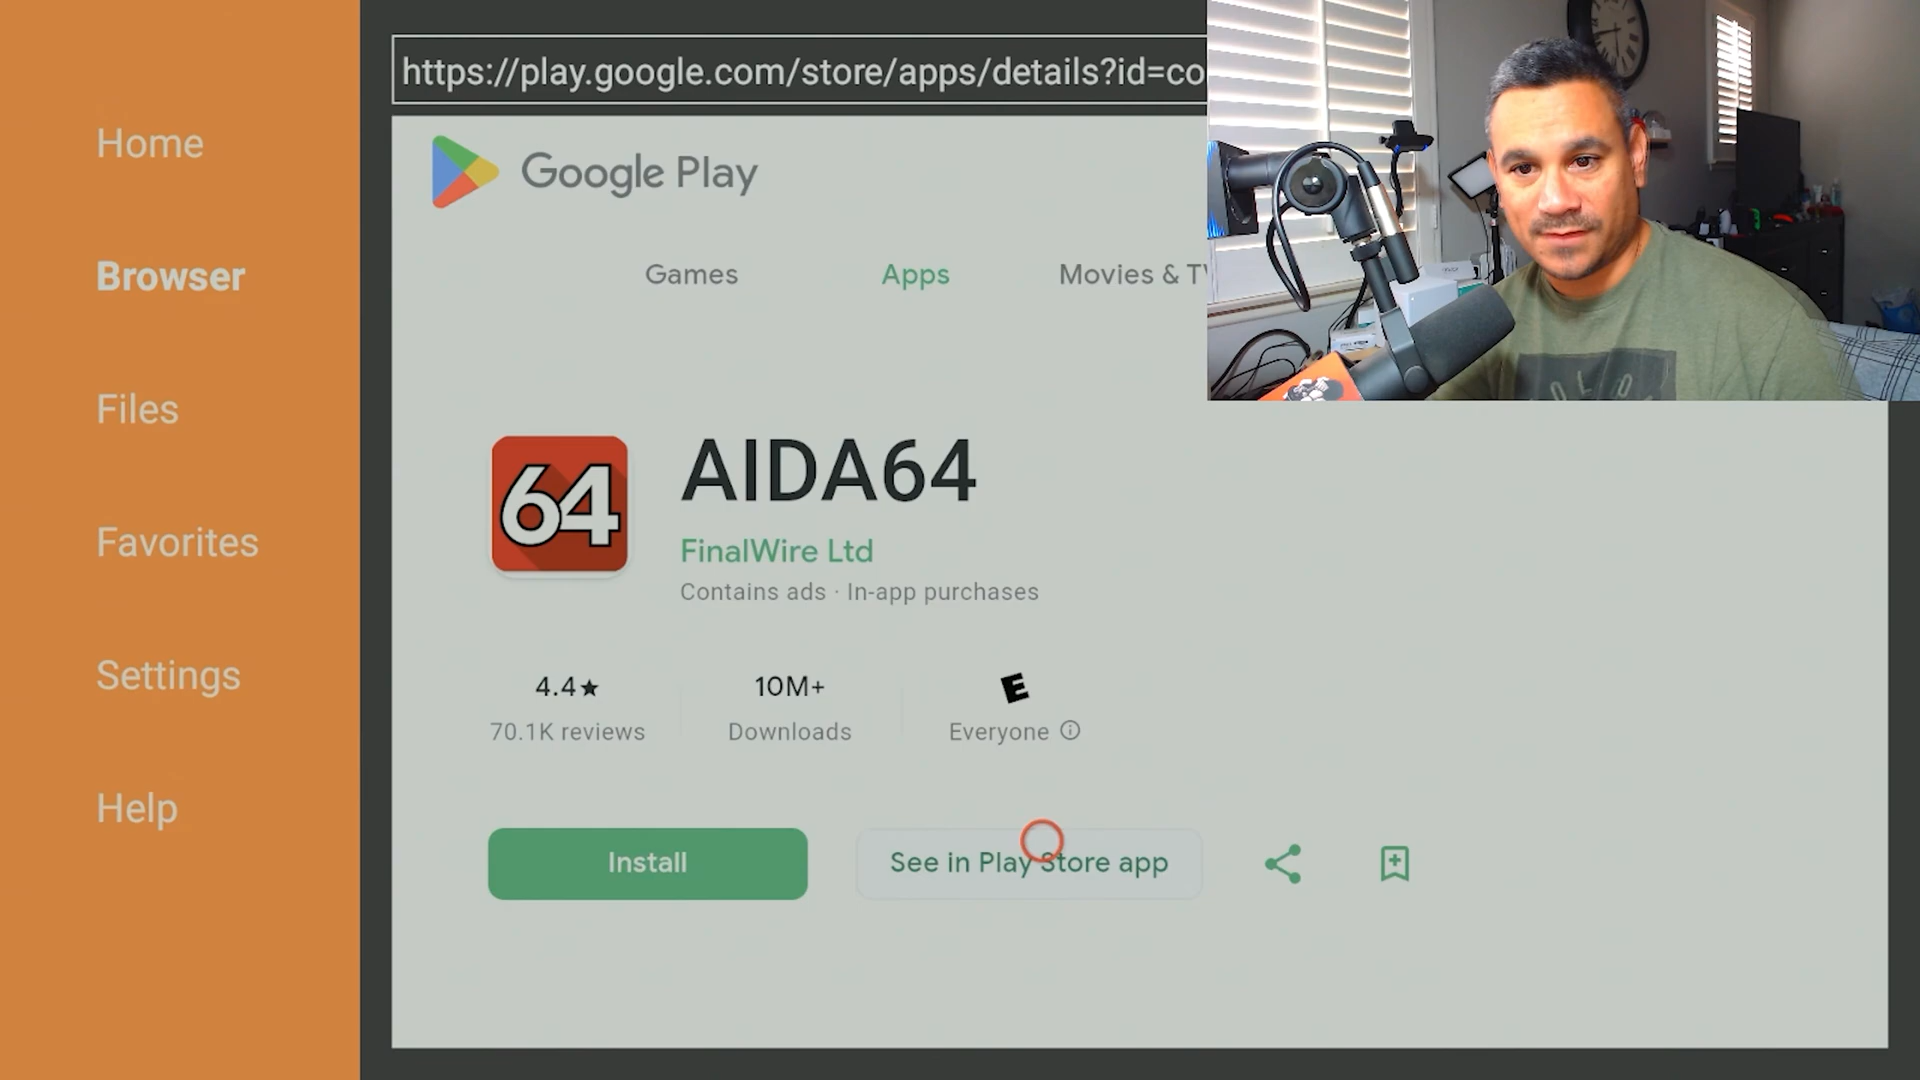 Home
Browser
Files
Favorites
Settings
Help
https://play.google.com/store/apps/details?id=co
Google Play
Games
Apps
Movies & T
64
AIDA64
FinalWire Ltd
Contains ads · In-app purchases
4.4★
70.1K reviews
10M+
Downloads
E
Everyone
Install
See in Play Store app